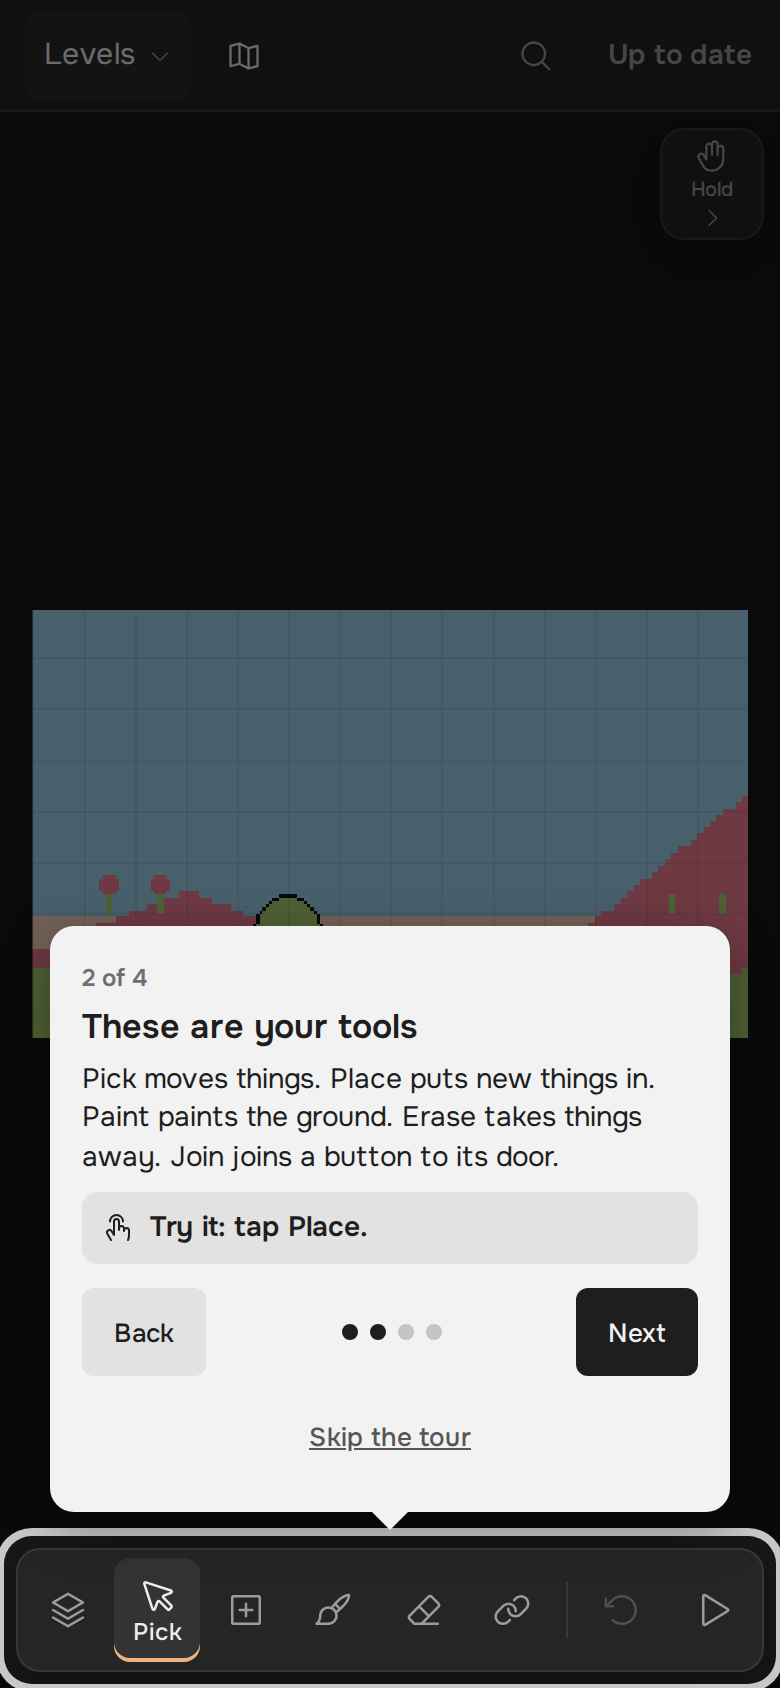 Levels
Up to date
Hold
2 of 4
These are your tools
Pick moves things. Place puts new things in.
Paint paints the ground. Erase takes things
away. Join joins a button to its door.
Try it: tap Place.
Back
Next
Skip the tour
Pick